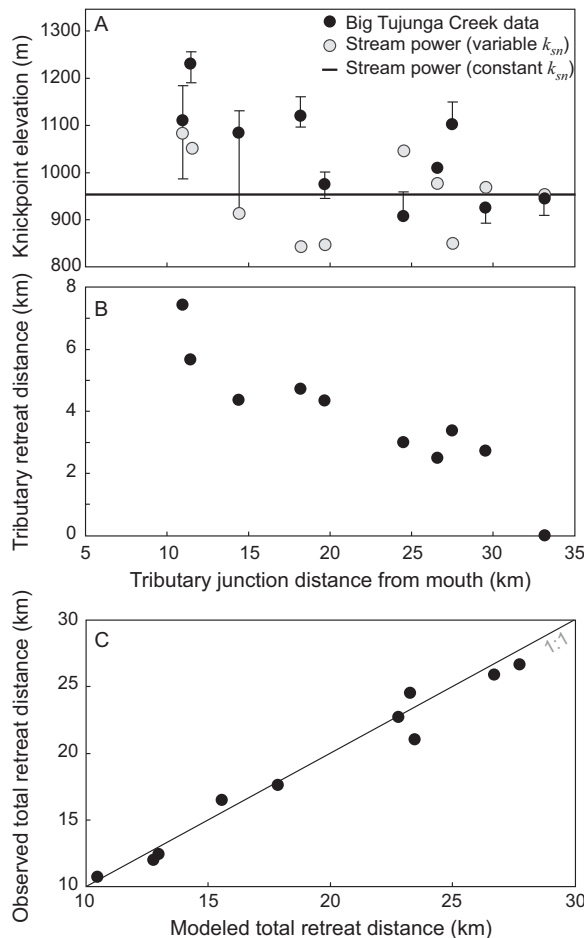 A
Big Tujunga Creek data
Stream power (variable ksn)
Stream power (constant ksn)
Knickpoint elevation (m)
1300
1200
1100
1000
900
800
B
Tributary retreat distance (km)
8
6
4
2
0
5 10 15 20 25 30 35
Tributary junction distance from mouth (km)
C
1:1
Observed total retreat distance (km)
30
25
20
15
10
10 15 20 25 30
Modeled total retreat distance (km)